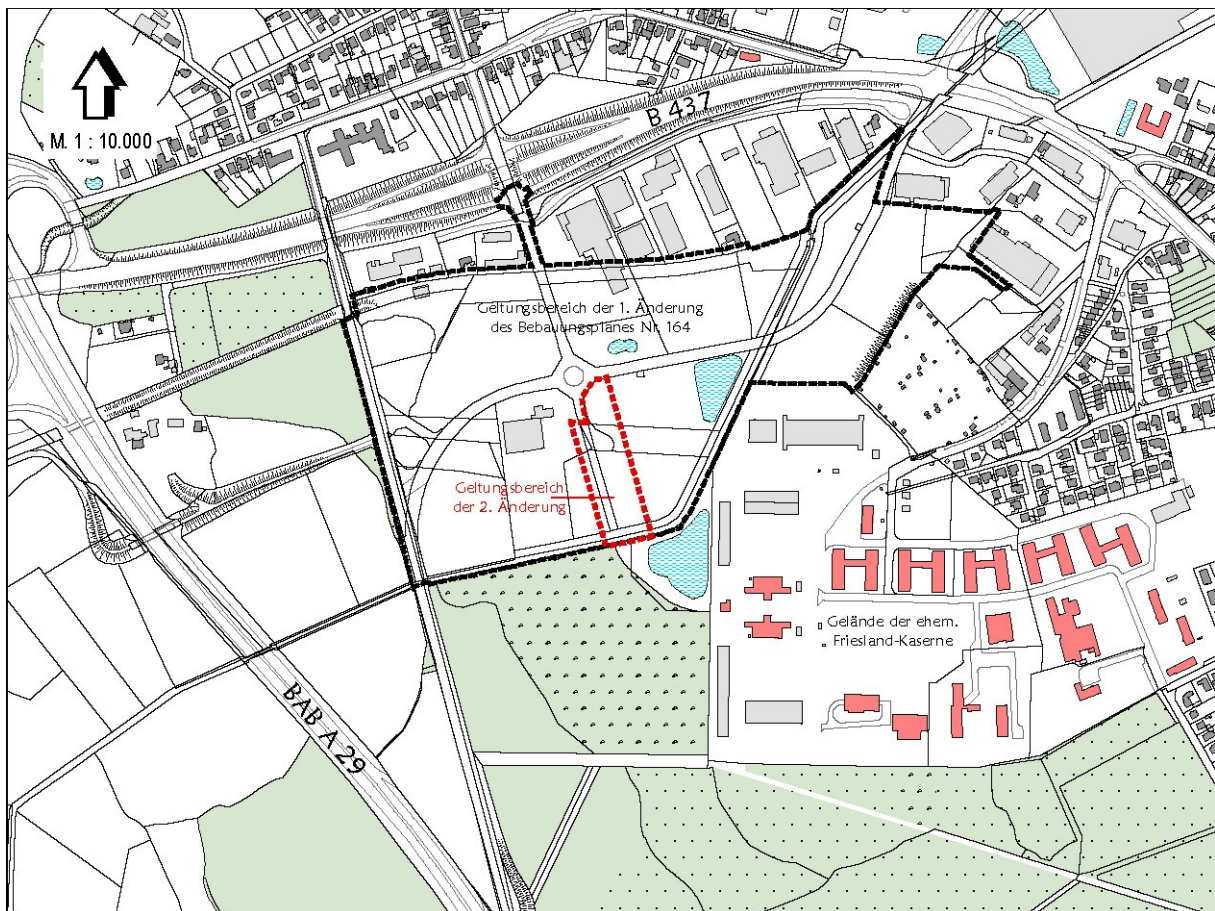 M. 1 : 10.000
B 437
Geltungsbereich der 1. Änderung
des Bebauungsplanes Nr. 164
Geltungsbereich
der 2. Änderung
Gelände der ehem.
Friesland-Kaserne
BAB A 29